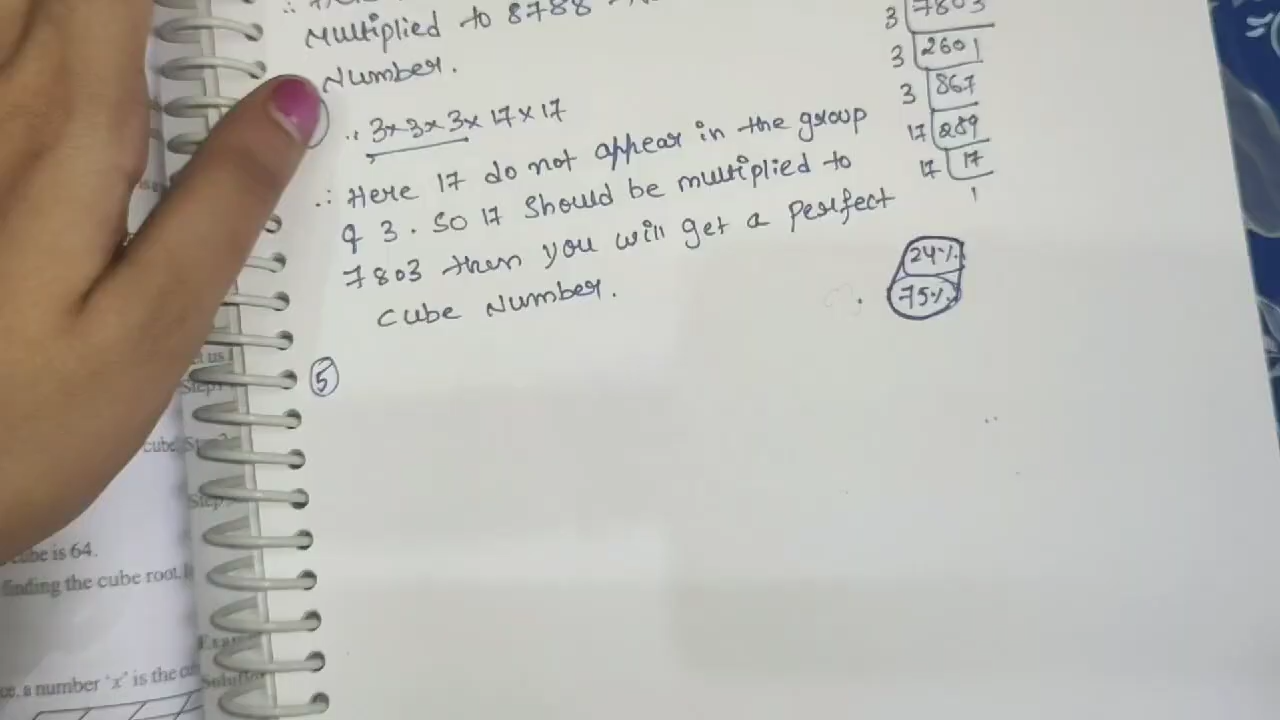 Multiplied to 8788
Number.
∴ 3×3×3×17×17
∴ Here 17 do not appear in the group
of 3. So 17 Should be multiplied to
7803 then you will get a perfect
cube Number.
5
3 7803
3 2601
3 867
17 289
17 17
1
24%
75%
cube is 64.
finding the cube root.
a number 'x' is the